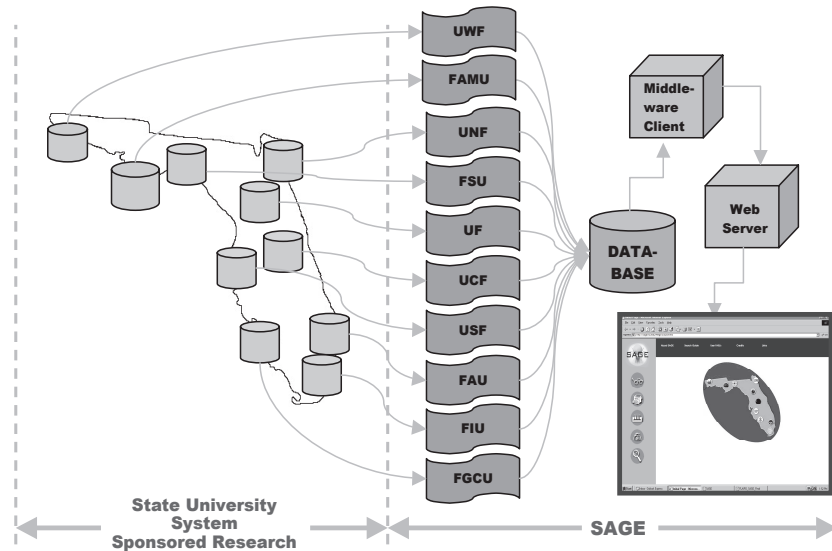 UWF
FAMU
UNF
FSU
UF
UCF
USF
FAU
FIU
FGCU
DATA-
BASE
Middle-
ware
Client
Web
Server
SAGE
State University
System
Sponsored Research
SAGE